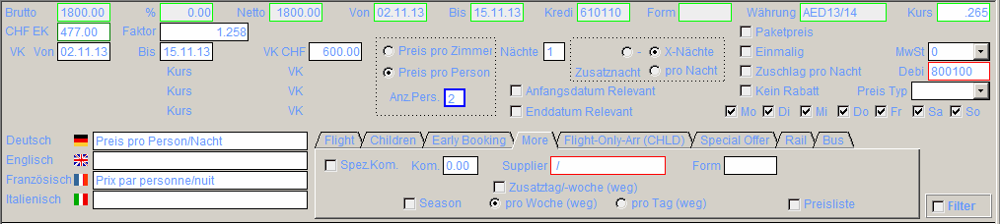 Brutto 1800.00 % 0.00 Netto 1800.00 Von 02.11.13 Bis 15.11.13 Kredi 610110 Form Währung AED13/14 Kurs .265
CHF EK 477.00 Faktor 1.258 Paketpreis
VK Von 02.11.13 Bis 15.11.13 VK CHF 600.00 Preis pro Zimmer Nächte 1 - X-Nächte Einmalig MwSt 0
Kurs VK Preis pro Person Zusatznacht pro Nacht Zuschlag pro Nacht Debi 800100
Kurs VK Anz.Pers. 2 Anfangsdatum Relevant Kein Rabatt Preis Typ
Kurs VK Enddatum Relevant Mo Di Mi Do Fr Sa So
Deutsch Preis pro Person/Nacht Flight Children Early Booking More Flight-Only-Arr (CHLD) Special Offer Rail Bus
Englisch Spez.Kom. Kom. 0.00 Supplier / Form
Französisch Prix par personne/nuit Zusatztag/-woche (weg)
Italienisch Season pro Woche (weg) pro Tag (weg) Preisliste Filter